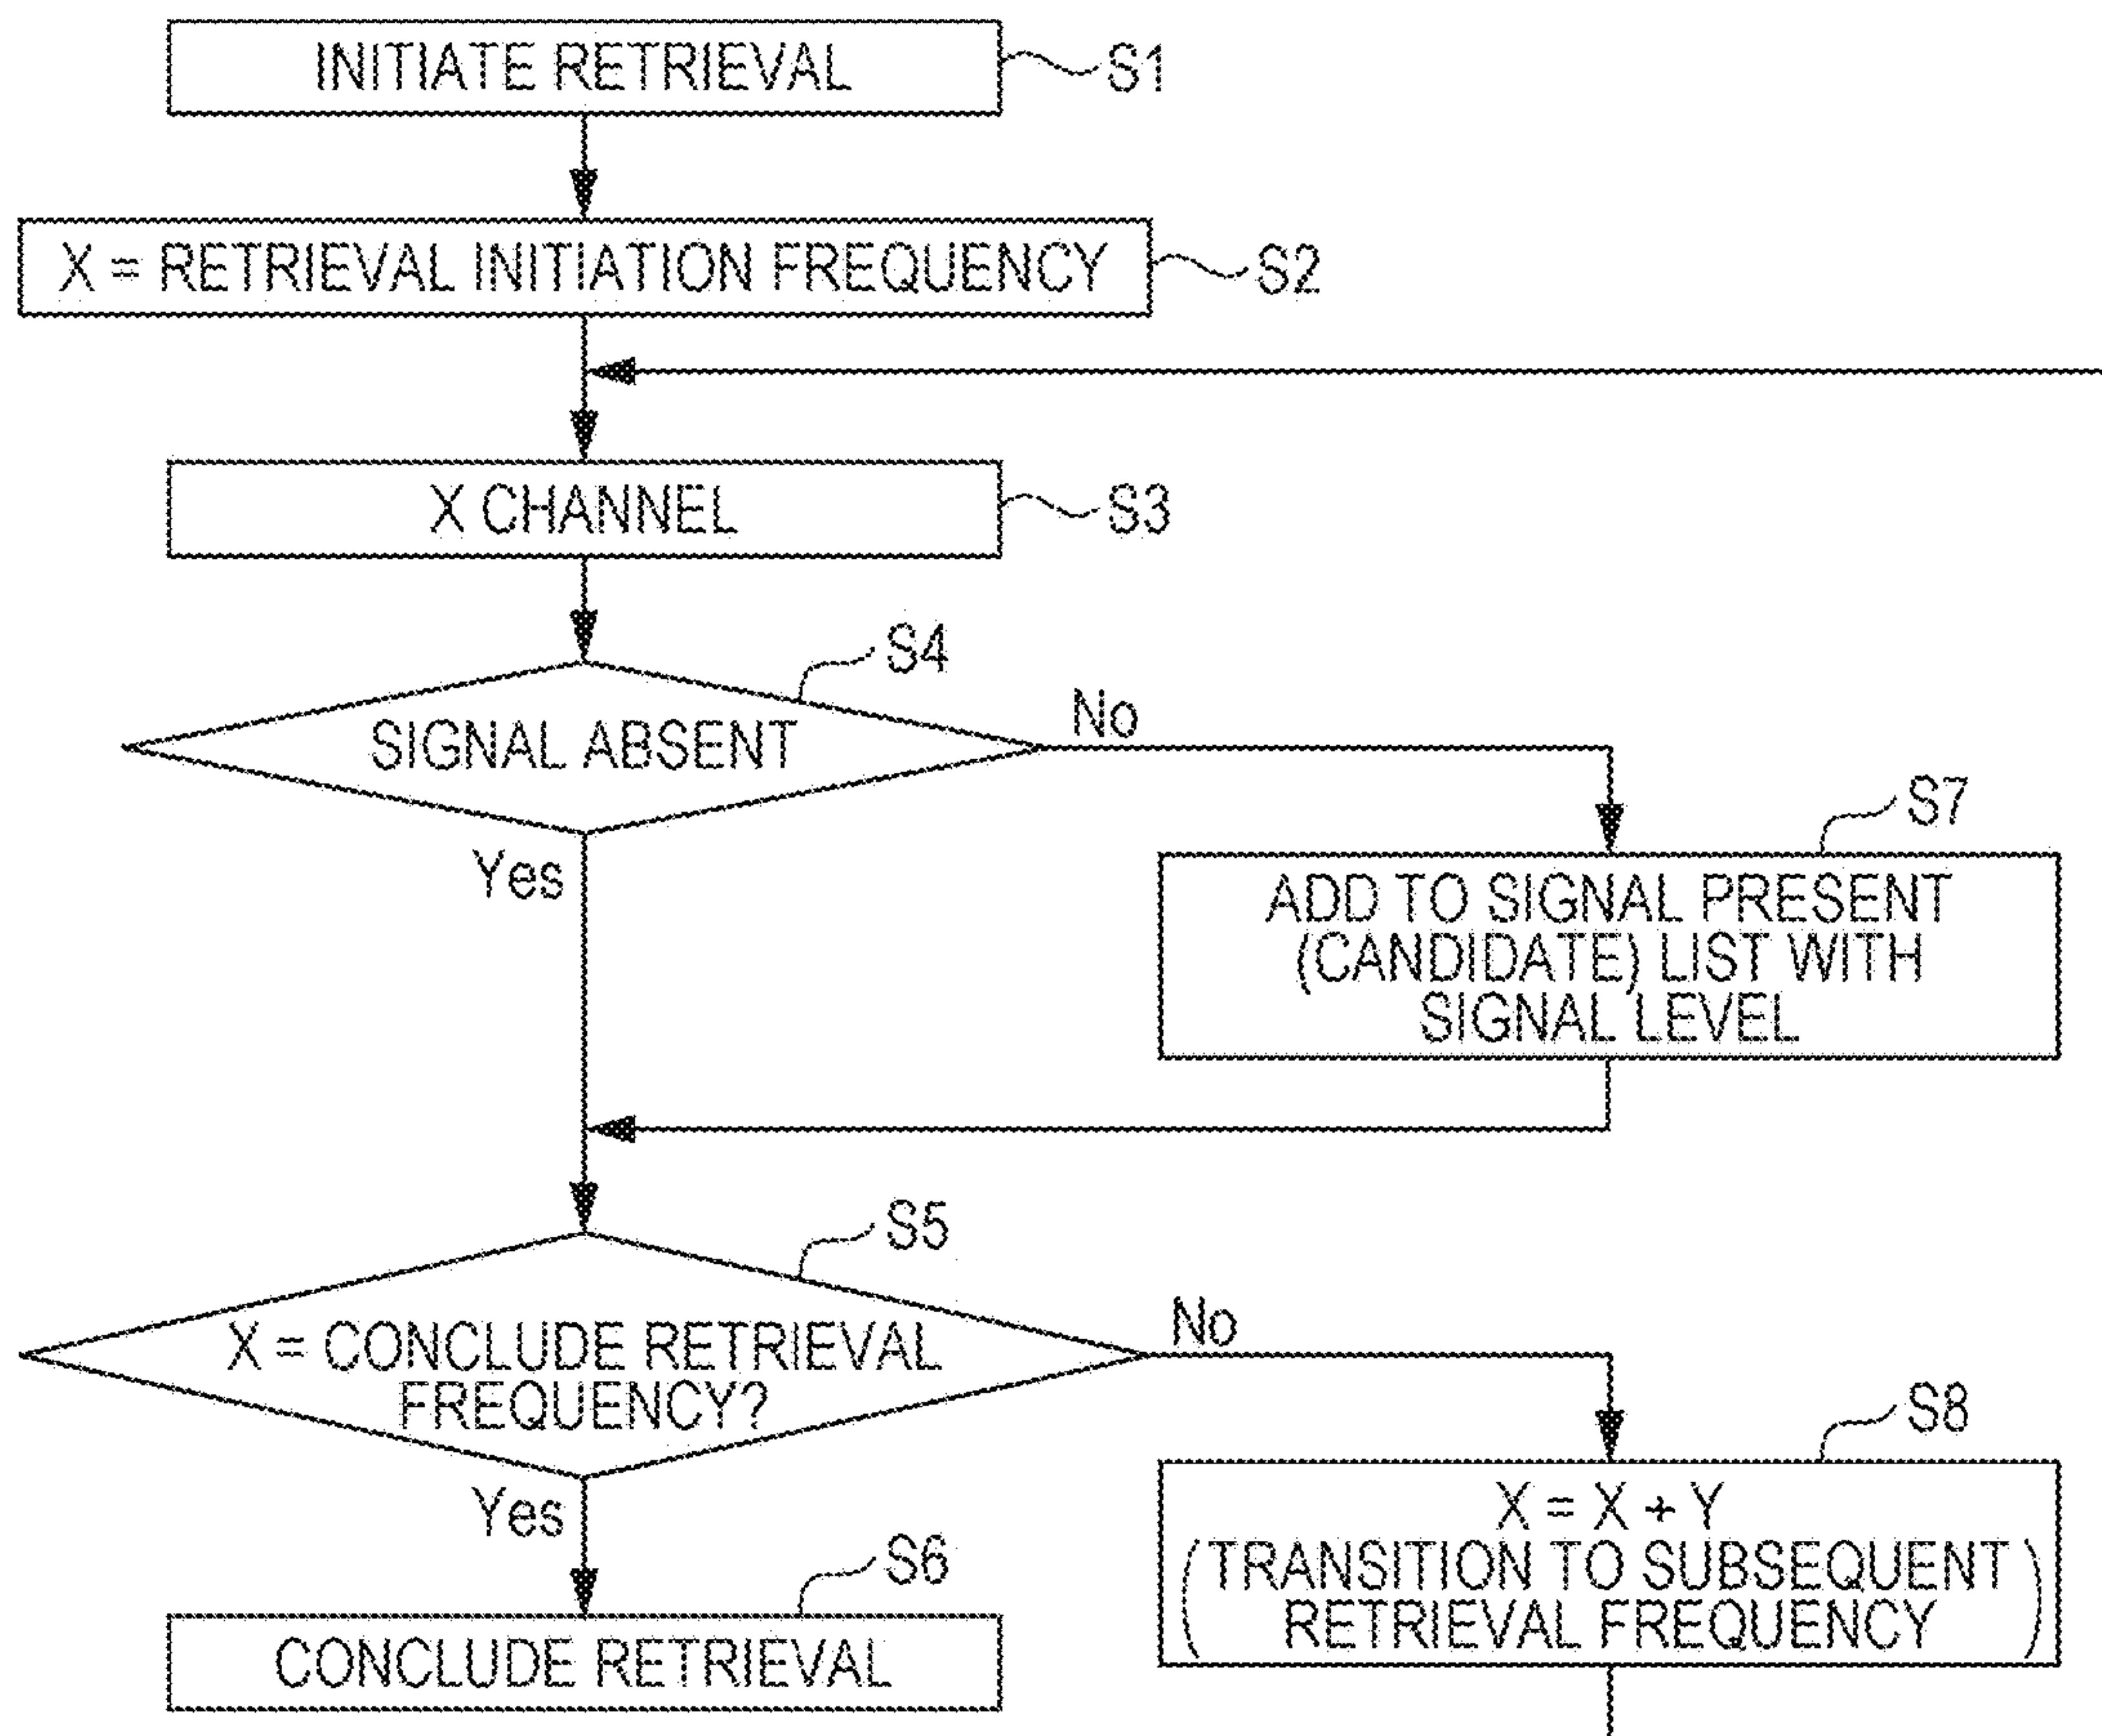 INITIATE RETRIEVAL
S1
X = RETRIEVAL INITIATION FREQUENCY
S2
X CHANNEL
S3
S4
SIGNAL ABSENT
No
Yes
S7
ADD TO SIGNAL PRESENT
(CANDIDATE) LIST WITH
SIGNAL LEVEL
S5
X = CONCLUDE RETRIEVAL
FREQUENCY?
No
Yes
S8
X = X + Y
(TRANSITION TO SUBSEQUENT
RETRIEVAL FREQUENCY)
S6
CONCLUDE RETRIEVAL